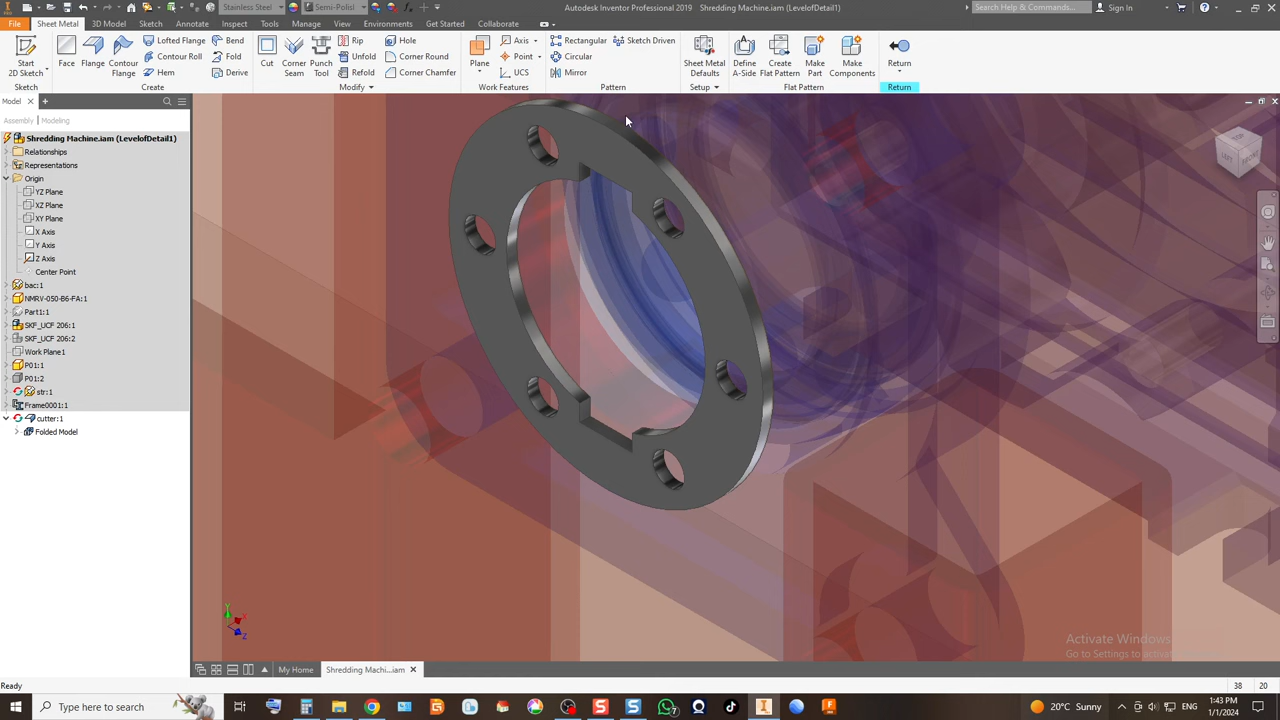 Stainless Steel
Semi-Polisl
Autodesk Inventor Professional 2019   Shredding Machine.iam (LevelofDetail1)
Search Help & Commands...
Sign In
File
Sheet Metal
3D Model
Sketch
Annotate
Inspect
Tools
Manage
View
Environments
Get Started
Collaborate
Start
2D Sketch
Face
Flange
Contour
Flange
Lofted Flange
Contour Roll
Hem
Bend
Fold
Derive
Cut
Corner
Seam
Punch
Tool
Rip
Unfold
Refold
Hole
Corner Round
Corner Chamfer
Plane
Axis
Point
UCS
Rectangular
Circular
Mirror
Sketch Driven
Sheet Metal
Defaults
Define
A-Side
Create
Flat Pattern
Make
Part
Make
Components
Return
Sketch
Create
Modify
Work Features
Pattern
Setup
Flat Pattern
Return
Model
Assembly | Modeling
Shredding Machine.iam (LevelofDetail1)
Relationships
Representations
Origin
YZ Plane
XZ Plane
XY Plane
X Axis
Y Axis
Z Axis
Center Point
bac:1
NMRV-050-B6-FA:1
Part1:1
SKF_UCF 206:1
SKF_UCF 206:2
Work Plane1
P01:1
P01:2
str:1
Frame0001:1
cutter:1
Folded Model
Y
X
Z
Activate Windows
Go to Settings to activate
My Home
Shredding Machi...iam
Ready
38
20
Type here to search
20°C Sunny
1:43 PM
1/1/2024